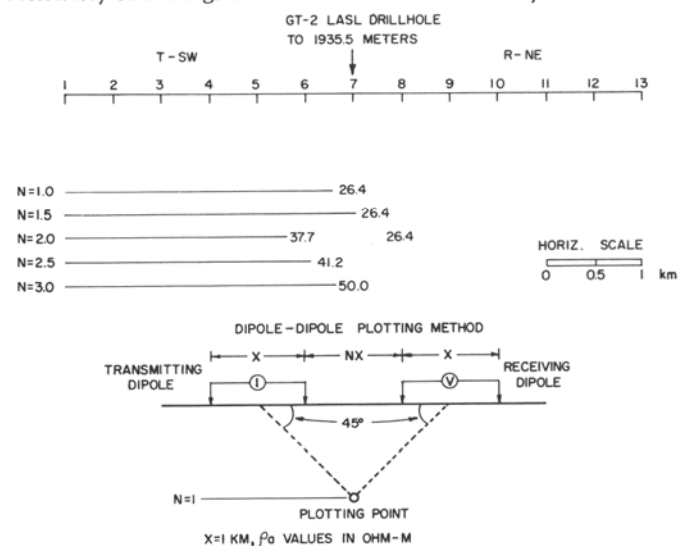 GT-2 LASL DRILLHOLE
TO 1935.5 METERS
T-SW
R-NE
1 2 3 4 5 6 7 8 9 10 11 12 13
N=1.0 26.4
N=1.5 26.4
N=2.0 37.7 26.4
N=2.5 41.2
N=3.0 50.0
HORIZ. SCALE
0 0.5 1 km
DIPOLE-DIPOLE PLOTTING METHOD
X NX X
TRANSMITTING
DIPOLE
I
V
RECEIVING
DIPOLE
45°
N=1
PLOTTING POINT
X=1 KM, ρa VALUES IN OHM-M